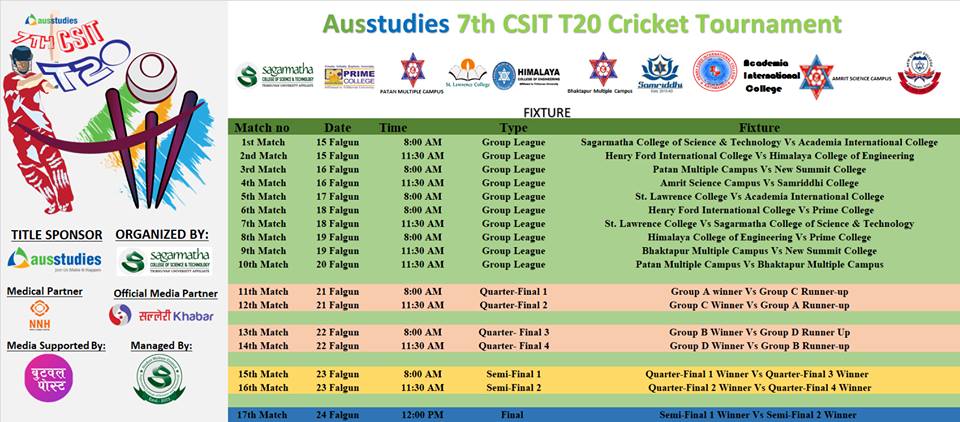 ausstudies
7TH CSIT
T20
Ausstudies 7th CSIT T20 Cricket Tournament
sagarmatha
COLLEGE OF SCIENCE & TECHNOLOGY
TRIBHUVAN UNIVERSITY AFFILIATE
PRIME
COLLEGE
PATAN MULTIPLE CAMPUS
St. Lawrence College
HIMALAYA
COLLEGE OF ENGINEERING
Bhaktapur Multiple Campus
Samriddhi
Academia
International
College
AMRIT SCIENCE CAMPUS
FIXTURE
Match no Date Time Type Fixture
1st Match 15 Falgun 8:00 AM Group League Sagarmatha College of Science & Technology Vs Academia International College
2nd Match 15 Falgun 11:30 AM Group League Henry Ford International College Vs Himalaya College of Engineering
3rd Match 16 Falgun 8:00 AM Group League Patan Multiple Campus Vs New Summit College
4th Match 16 Falgun 11:30 AM Group League Amrit Science Campus Vs Samriddhi College
5th Match 17 Falgun 8:00 AM Group League St. Lawrence College Vs Academia International College
6th Match 18 Falgun 8:00 AM Group League Henry Ford International College Vs Prime College
7th Match 18 Falgun 11:30 AM Group League St. Lawrence College Vs Sagarmatha College of Science & Technology
8th Match 19 Falgun 8:00 AM Group League Himalaya College of Engineering Vs Prime College
9th Match 19 Falgun 11:30 AM Group League Bhaktapur Multiple Campus Vs New Summit College
10th Match 20 Falgun 11:30 AM Group League Patan Multiple Campus Vs Bhaktapur Multiple Campus
11th Match 21 Falgun 8:00 AM Quarter-Final 1 Group A winner Vs Group C Runner-up
12th Match 21 Falgun 11:30 AM Quarter-Final 2 Group C Winner Vs Group A Runner-up
13th Match 22 Falgun 8:00 AM Quarter- Final 3 Group B Winner Vs Group D Runner Up
14th Match 22 Falgun 11:30 AM Quarter- Final 4 Group D Winner Vs Group B Runner-up
15th Match 23 Falgun 8:00 AM Semi-Final 1 Quarter-Final 1 Winner Vs Quarter-Final 3 Winner
16th Match 23 Falgun 11:30 AM Semi-Final 2 Quarter-Final 2 Winner Vs Quarter-Final 4 Winner
17th Match 24 Falgun 12:00 PM Final Semi-Final 1 Winner Vs Semi-Final 2 Winner
TITLE SPONSOR ORGANIZED BY:
ausstudies
Join Us Make It Happen
sagarmatha
COLLEGE OF SCIENCE & TECHNOLOGY
TRIBHUVAN UNIVERSITY AFFILIATE
Medical Partner Official Media Partner
NNH
सल्लेरी Khabar
Media Supported By: Managed By:
बुटवल
पोस्ट